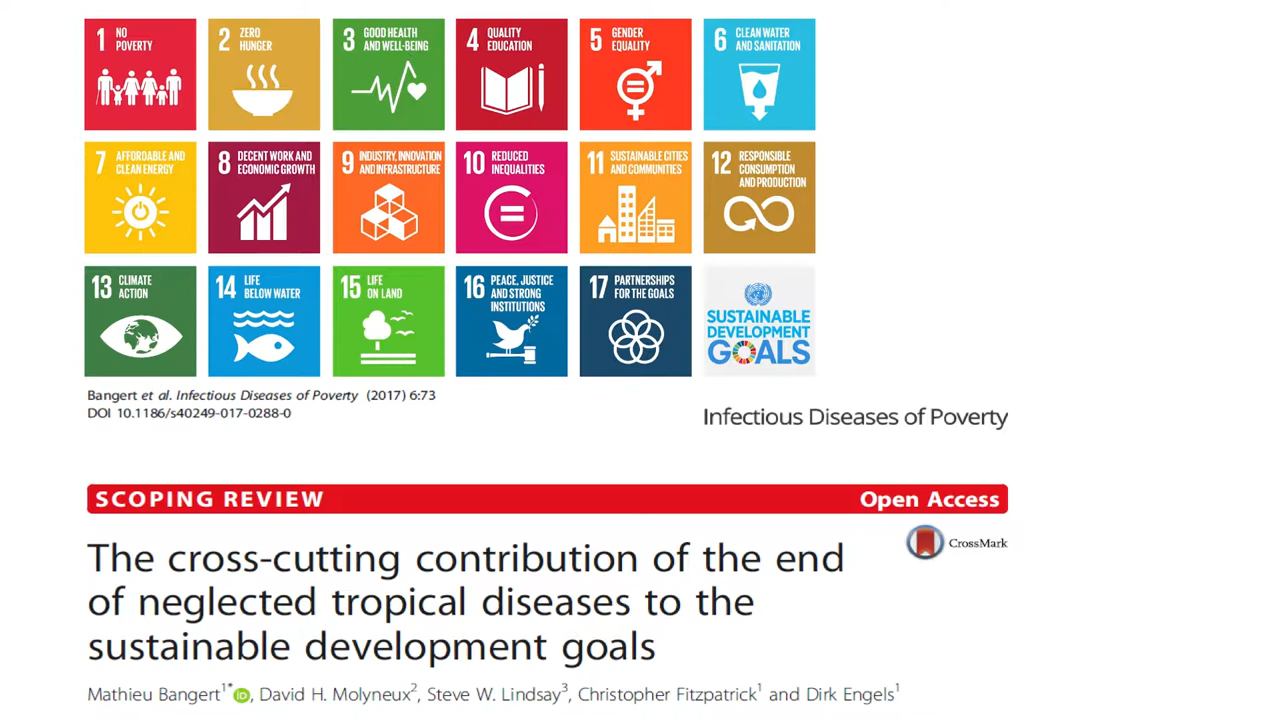 1 NO POVERTY
2 ZERO HUNGER
3 GOOD HEALTH AND WELL-BEING
4 QUALITY EDUCATION
5 GENDER EQUALITY
6 CLEAN WATER AND SANITATION
7 AFFORDABLE AND CLEAN ENERGY
8 DECENT WORK AND ECONOMIC GROWTH
9 INDUSTRY, INNOVATION AND INFRASTRUCTURE
10 REDUCED INEQUALITIES
11 SUSTAINABLE CITIES AND COMMUNITIES
12 RESPONSIBLE CONSUMPTION AND PRODUCTION
13 CLIMATE ACTION
14 LIFE BELOW WATER
15 LIFE ON LAND
16 PEACE, JUSTICE AND STRONG INSTITUTIONS
17 PARTNERSHIPS FOR THE GOALS
SUSTAINABLE
DEVELOPMENT
GOALS
Bangert et al. Infectious Diseases of Poverty (2017) 6:73
DOI 10.1186/s40249-017-0288-0
Infectious Diseases of Poverty
SCOPING REVIEW Open Access
CrossMark
The cross-cutting contribution of the end
of neglected tropical diseases to the
sustainable development goals
Mathieu Bangert1* iD, David H. Molyneux2, Steve W. Lindsay3, Christopher Fitzpatrick1 and Dirk Engels1